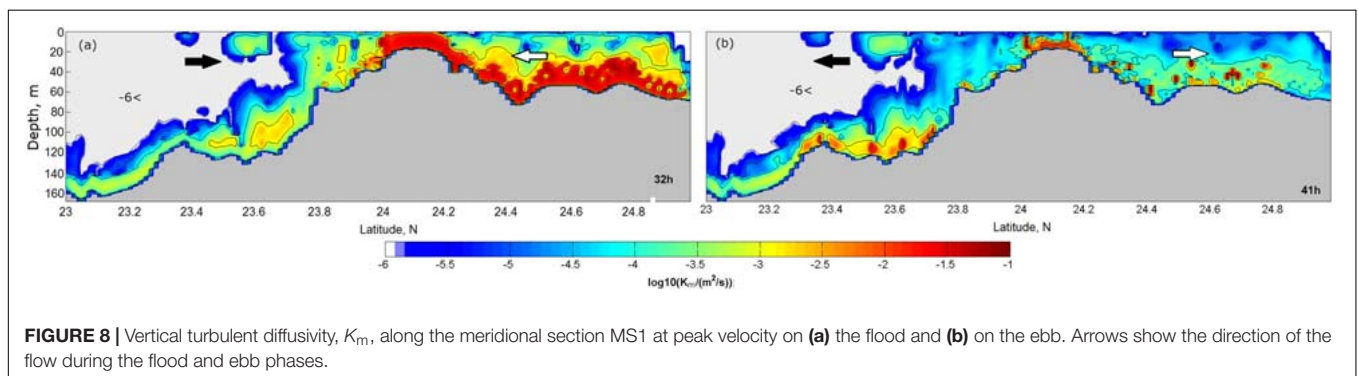 (a)
(b)
Depth, m
0
20
40
60
80
100
120
140
160
-6<
-6<
32h
41h
23 23.2 23.4 23.6 23.8 24 24.2 24.4 24.6 24.8
23 23.2 23.4 23.6 23.8 24 24.2 24.4 24.6 24.8
Latitude, N
Latitude, N
-6 -5.5 -5 -4.5 -4 -3.5 -3 -2.5 -2 -1.5 -1
log10(Km/(m²/s))
FIGURE 8 | Vertical turbulent diffusivity, Km, along the meridional section MS1 at peak velocity on (a) the flood and (b) on the ebb. Arrows show the direction of the
flow during the flood and ebb phases.